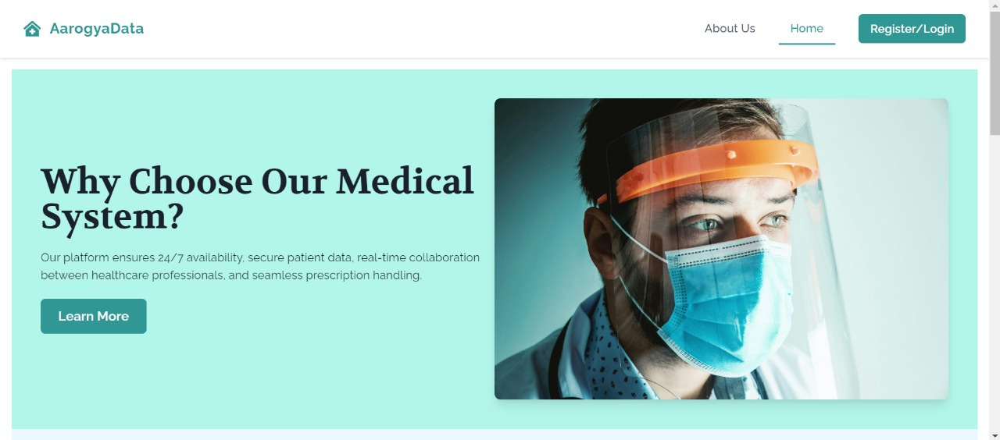 AarogyaData
About Us
Home
Register/Login
Why Choose Our Medical
System?
Our platform ensures 24/7 availability, secure patient data, real-time collaboration
between healthcare professionals, and seamless prescription handling.
Learn More